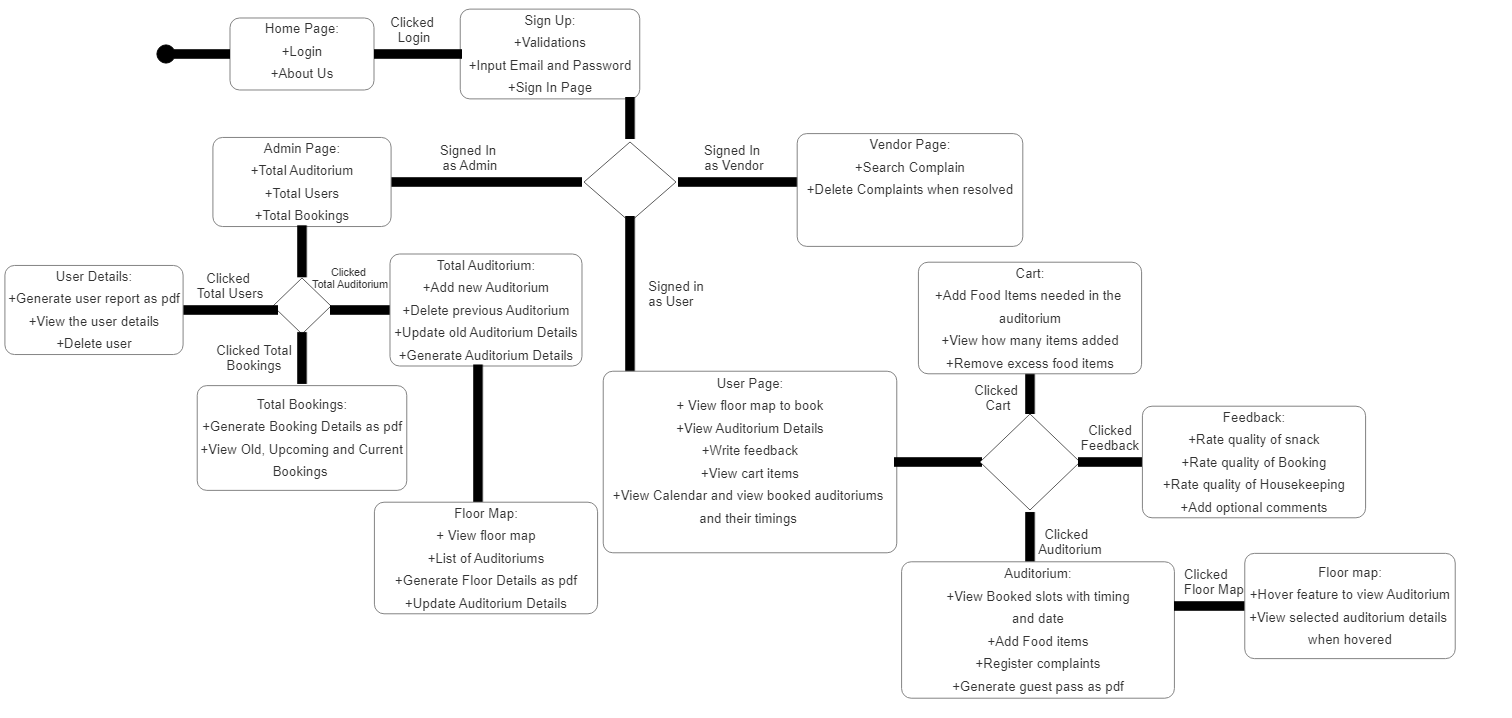 Home Page:
+Login
+About Us
Clicked
Login
Sign Up:
+Validations
+Input Email and Password
+Sign In Page
Admin Page:
+Total Auditorium
+Total Users
+Total Bookings
Signed In
as Admin
Signed In
as Vendor
Vendor Page:
+Search Complain
+Delete Complaints when resolved
User Details:
+Generate user report as pdf
+View the user details
+Delete user
Clicked
Total Users
Clicked
Total Auditorium
Total Auditorium:
+Add new Auditorium
+Delete previous Auditorium
+Update old Auditorium Details
+Generate Auditorium Details
Signed in
as User
Clicked Total
Bookings
Total Bookings:
+Generate Booking Details as pdf
+View Old, Upcoming and Current
Bookings
Floor Map:
+ View floor map
+List of Auditoriums
+Generate Floor Details as pdf
+Update Auditorium Details
User Page:
+ View floor map to book
+View Auditorium Details
+Write feedback
+View cart items
+View Calendar and view booked auditoriums
and their timings
Cart:
+Add Food Items needed in the
auditorium
+View how many items added
+Remove excess food items
Clicked
Cart
Clicked
Feedback
Feedback:
+Rate quality of snack
+Rate quality of Booking
+Rate quality of Housekeeping
+Add optional comments
Clicked
Auditorium
Auditorium:
+View Booked slots with timing
and date
+Add Food items
+Register complaints
+Generate guest pass as pdf
Clicked
Floor Map
Floor map:
+Hover feature to view Auditorium
+View selected auditorium details
when hovered